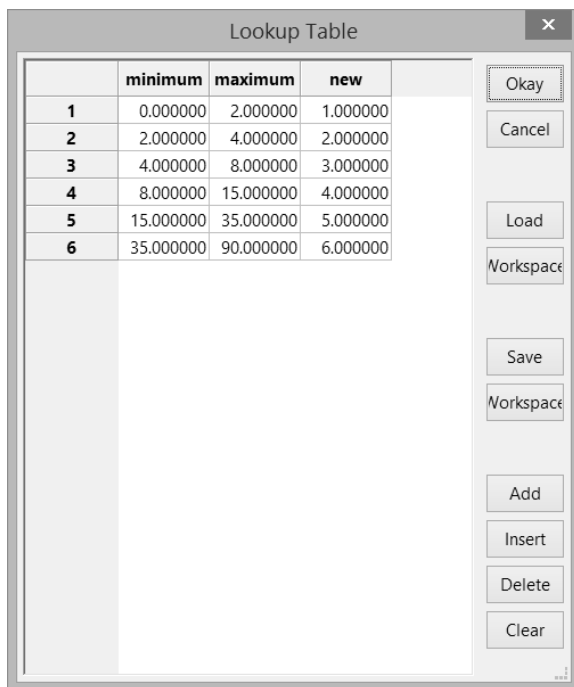 Lookup Table
minimum maximum new
1 0.000000 2.000000 1.000000
2 2.000000 4.000000 2.000000
3 4.000000 8.000000 3.000000
4 8.000000 15.000000 4.000000
5 15.000000 35.000000 5.000000
6 35.000000 90.000000 6.000000
Okay
Cancel
Load
Workspace
Save
Workspace
Add
Insert
Delete
Clear